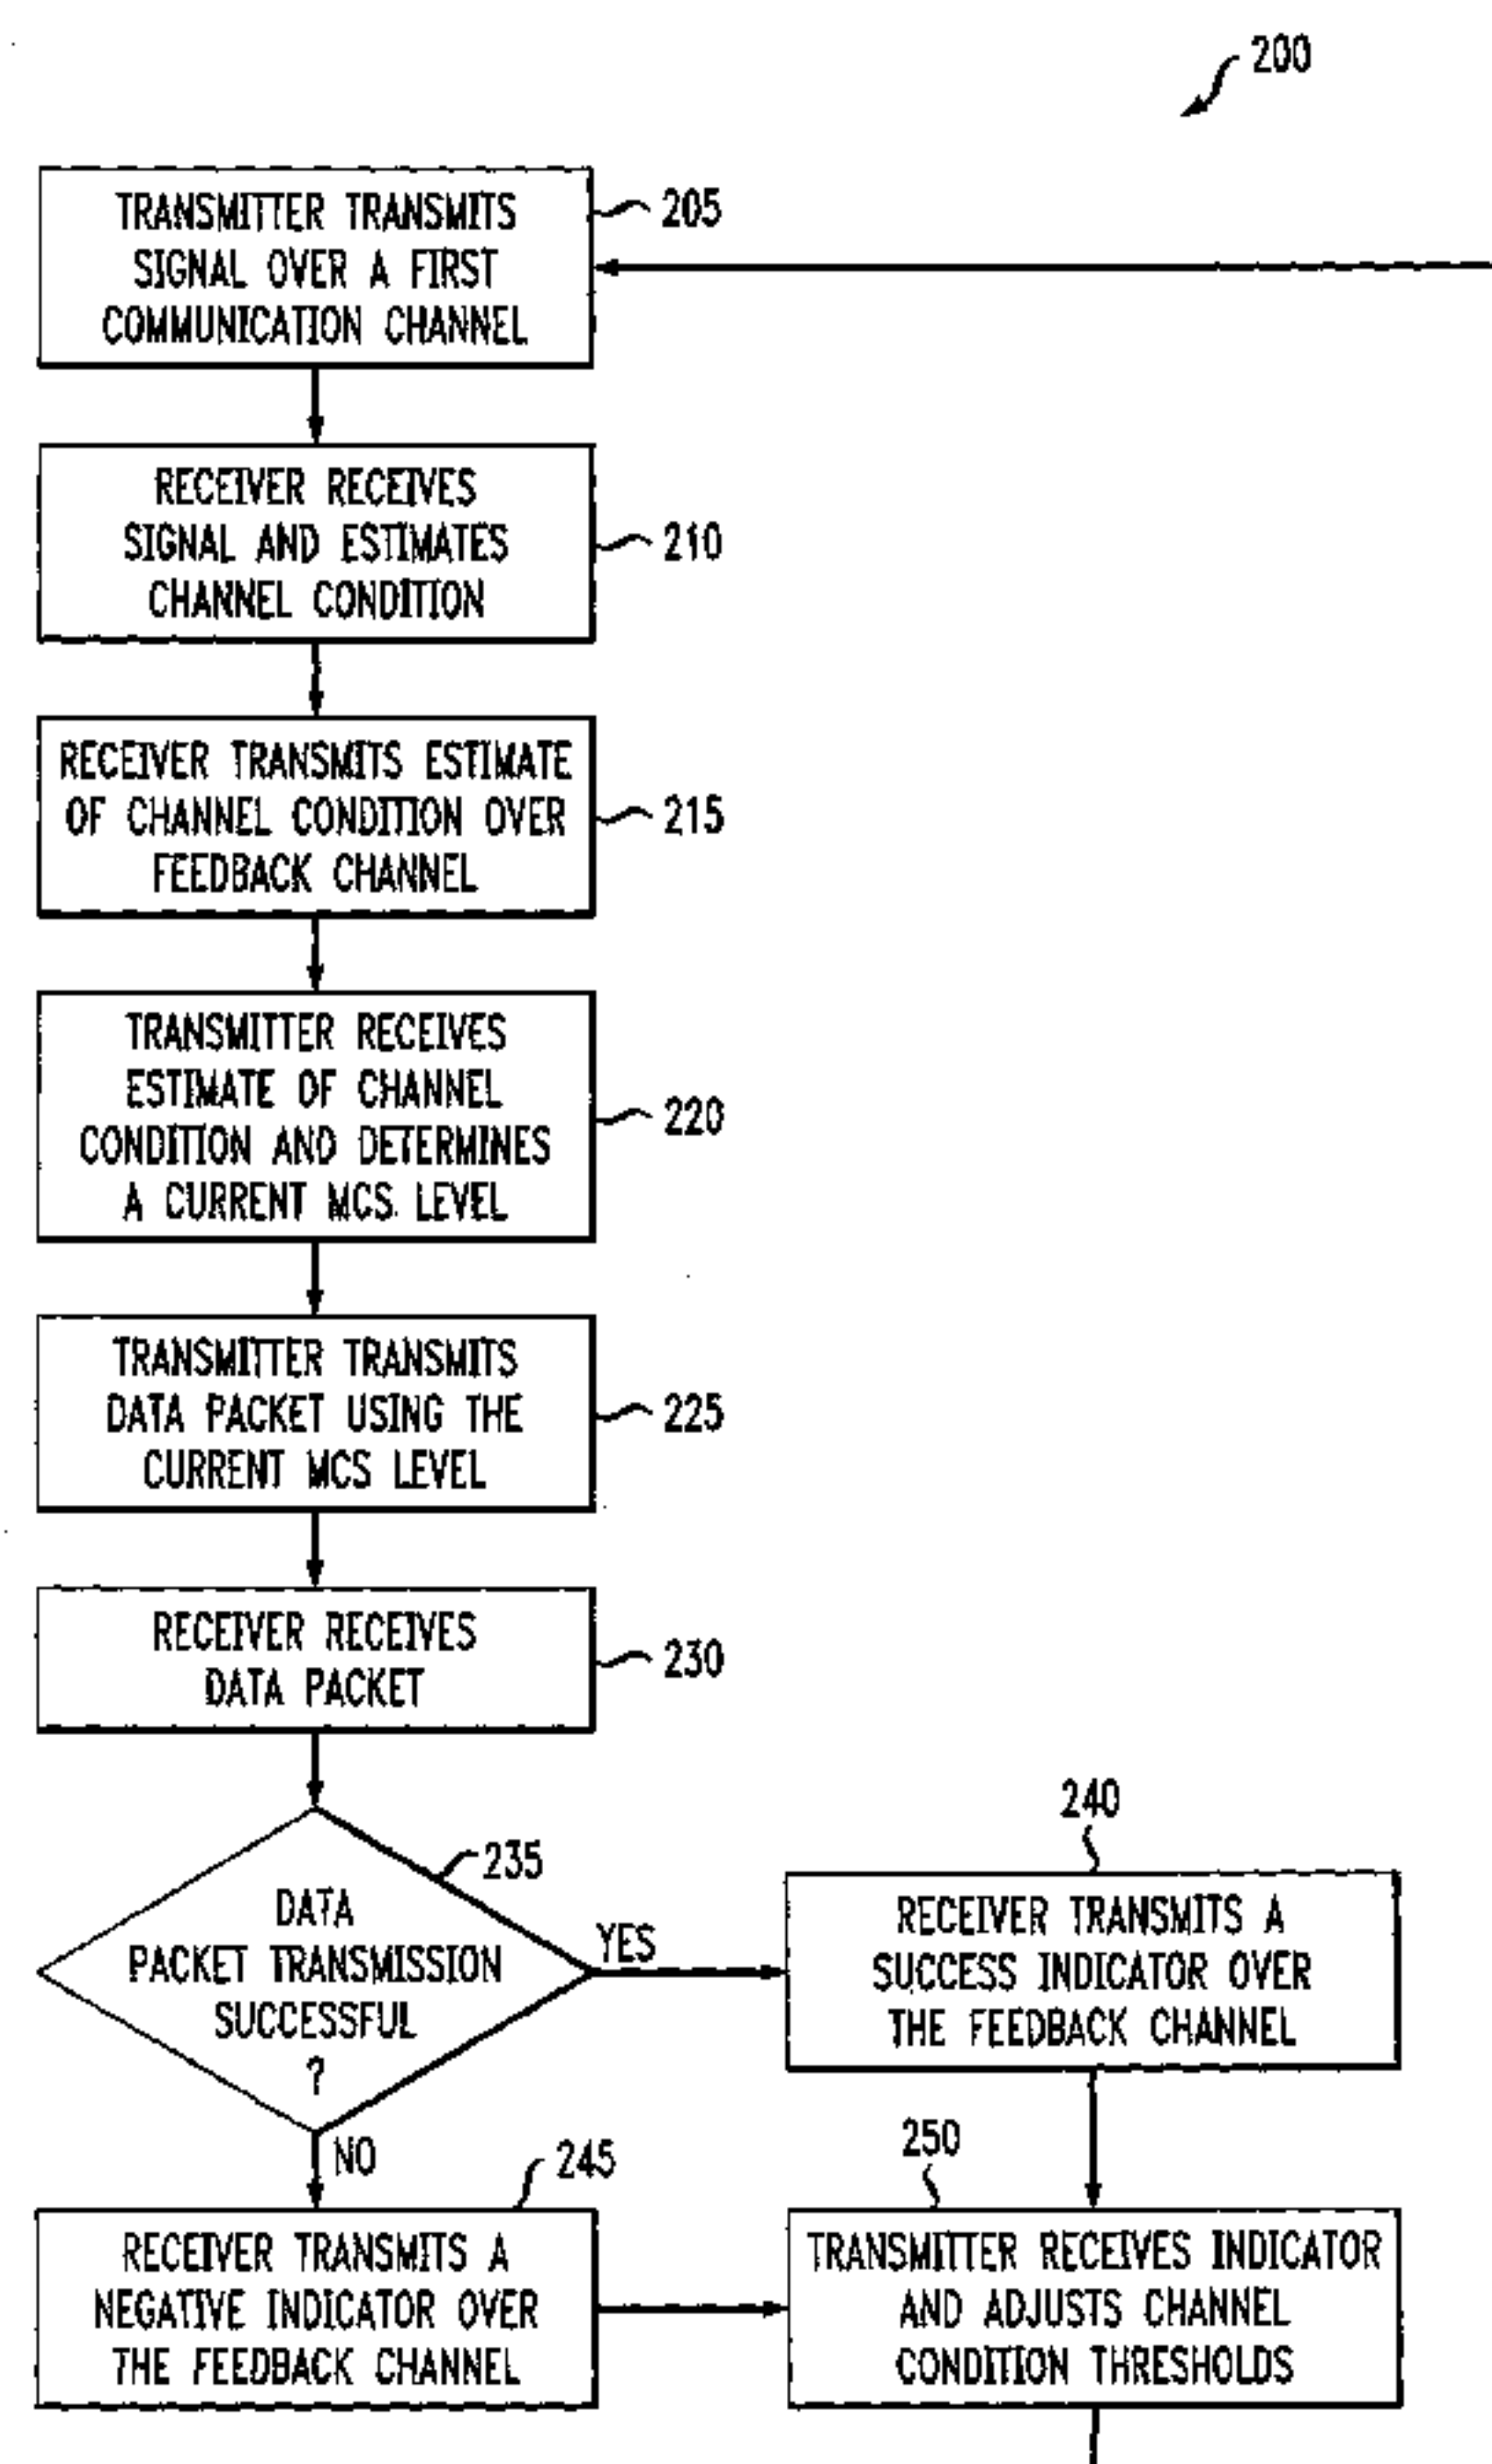 200
TRANSMITTER TRANSMITS
SIGNAL OVER A FIRST
COMMUNICATION CHANNEL
205
RECEIVER RECEIVES
SIGNAL AND ESTIMATES
CHANNEL CONDITION
210
RECEIVER TRANSMITS ESTIMATE
OF CHANNEL CONDITION OVER
FEEDBACK CHANNEL
215
TRANSMITTER RECEIVES
ESTIMATE OF CHANNEL
CONDITION AND DETERMINES
A CURRENT MCS LEVEL
220
TRANSMITTER TRANSMITS
DATA PACKET USING THE
CURRENT MCS LEVEL
225
RECEIVER RECEIVES
DATA PACKET
230
235
DATA
PACKET TRANSMISSION
SUCCESSFUL
?
YES
240
RECEIVER TRANSMITS A
SUCCESS INDICATOR OVER
THE FEEDBACK CHANNEL
NO
245
RECEIVER TRANSMITS A
NEGATIVE INDICATOR OVER
THE FEEDBACK CHANNEL
250
TRANSMITTER RECEIVES INDICATOR
AND ADJUSTS CHANNEL
CONDITION THRESHOLDS